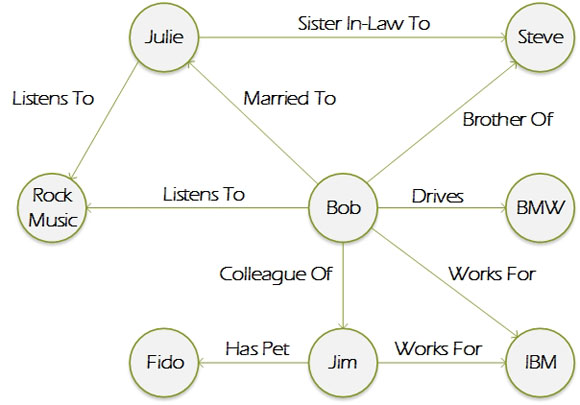 Julie
Sister In-Law To
Steve
Listens To
Married To
Brother Of
Rock
Music
Listens To
Bob
Drives
BMW
Colleague Of
Works For
Fido
Has Pet
Jim
Works For
IBM